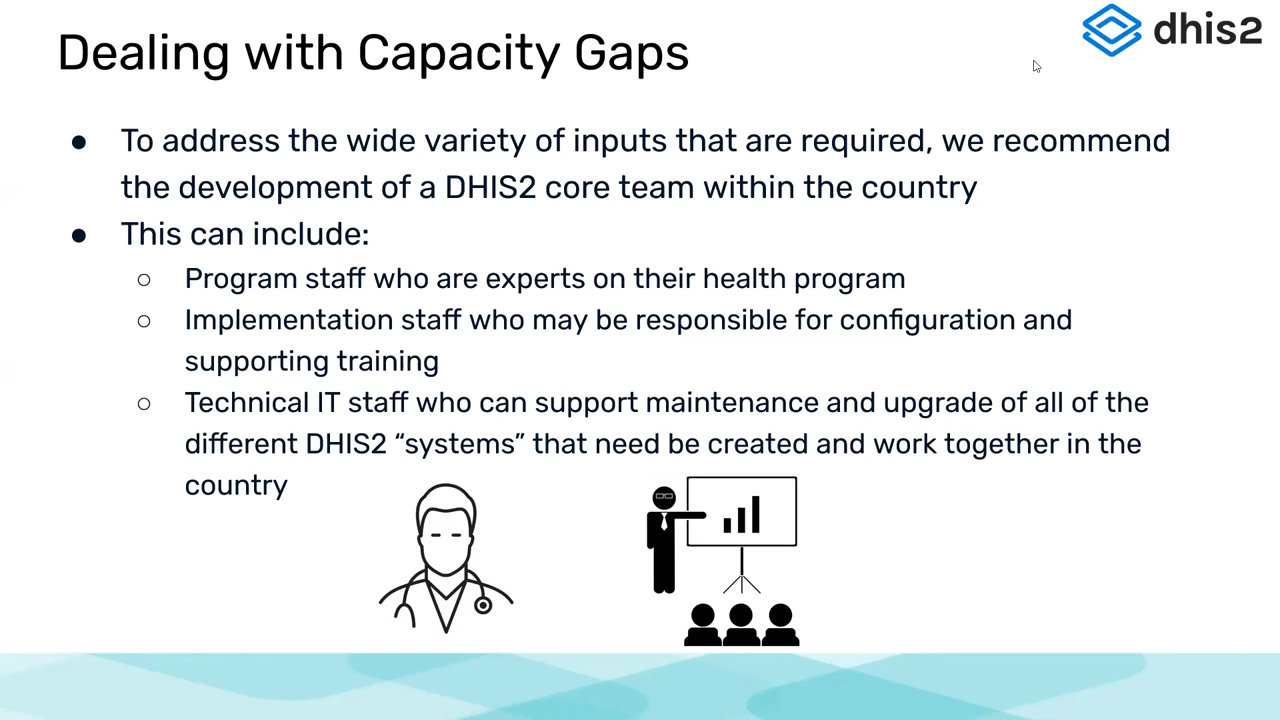 Dealing with Capacity Gaps
dhis2
● To address the wide variety of inputs that are required, we recommend
the development of a DHIS2 core team within the country
● This can include:
○ Program staff who are experts on their health program
○ Implementation staff who may be responsible for configuration and
supporting training
○ Technical IT staff who can support maintenance and upgrade of all of the
different DHIS2 “systems” that need be created and work together in the
country